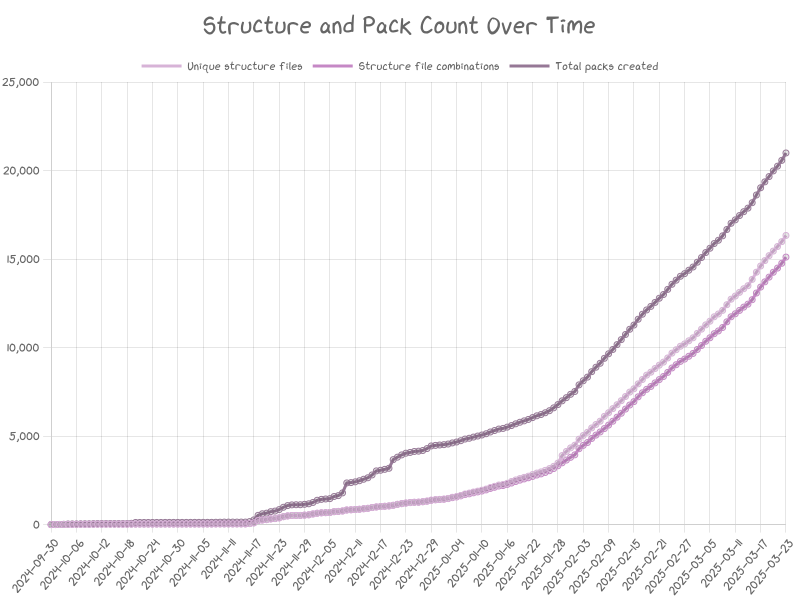 Structure and Pack Count Over Time
Unique structure files Structure file combinations Total packs created
25,000
20,000
15,000
10,000
5,000
0
2024-09-30 2024-10-06 2024-10-12 2024-10-18 2024-10-24 2024-10-30 2024-11-05 2024-11-11 2024-11-17 2024-11-23 2024-11-29 2024-12-05 2024-12-11 2024-12-17 2024-12-23 2024-12-29 2025-01-04 2025-01-10 2025-01-16 2025-01-22 2025-01-28 2025-02-03 2025-02-09 2025-02-15 2025-02-21 2025-02-27 2025-03-05 2025-03-11 2025-03-17 2025-03-23